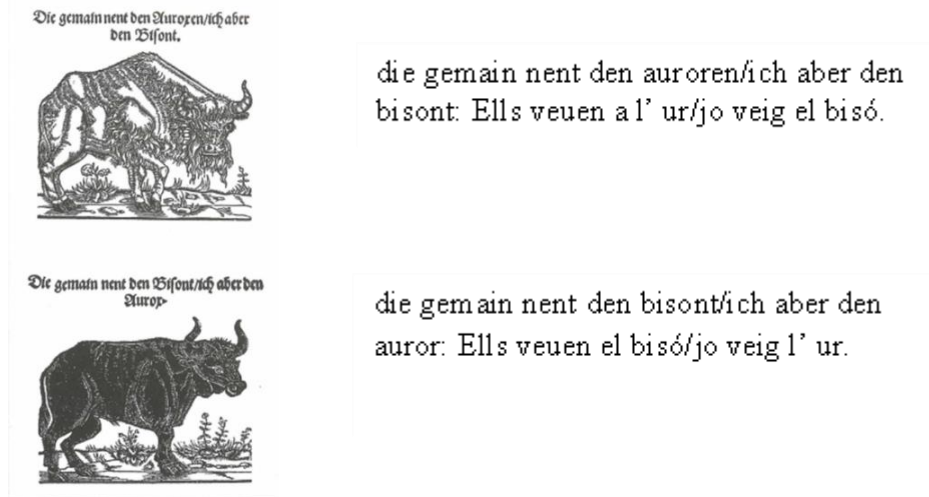 Die gemain nent den Auroxen/ich aber
den Bisont.
die gemain nent den auroren/ich aber den
bisont: Ells veuen a l' ur/jo veig el bisó.
Die gemain nent den Bisont/ich aber den
Aurox
die gemain nent den bisont/ich aber den
auror: Ells veuen el bisó/jo veig l' ur.